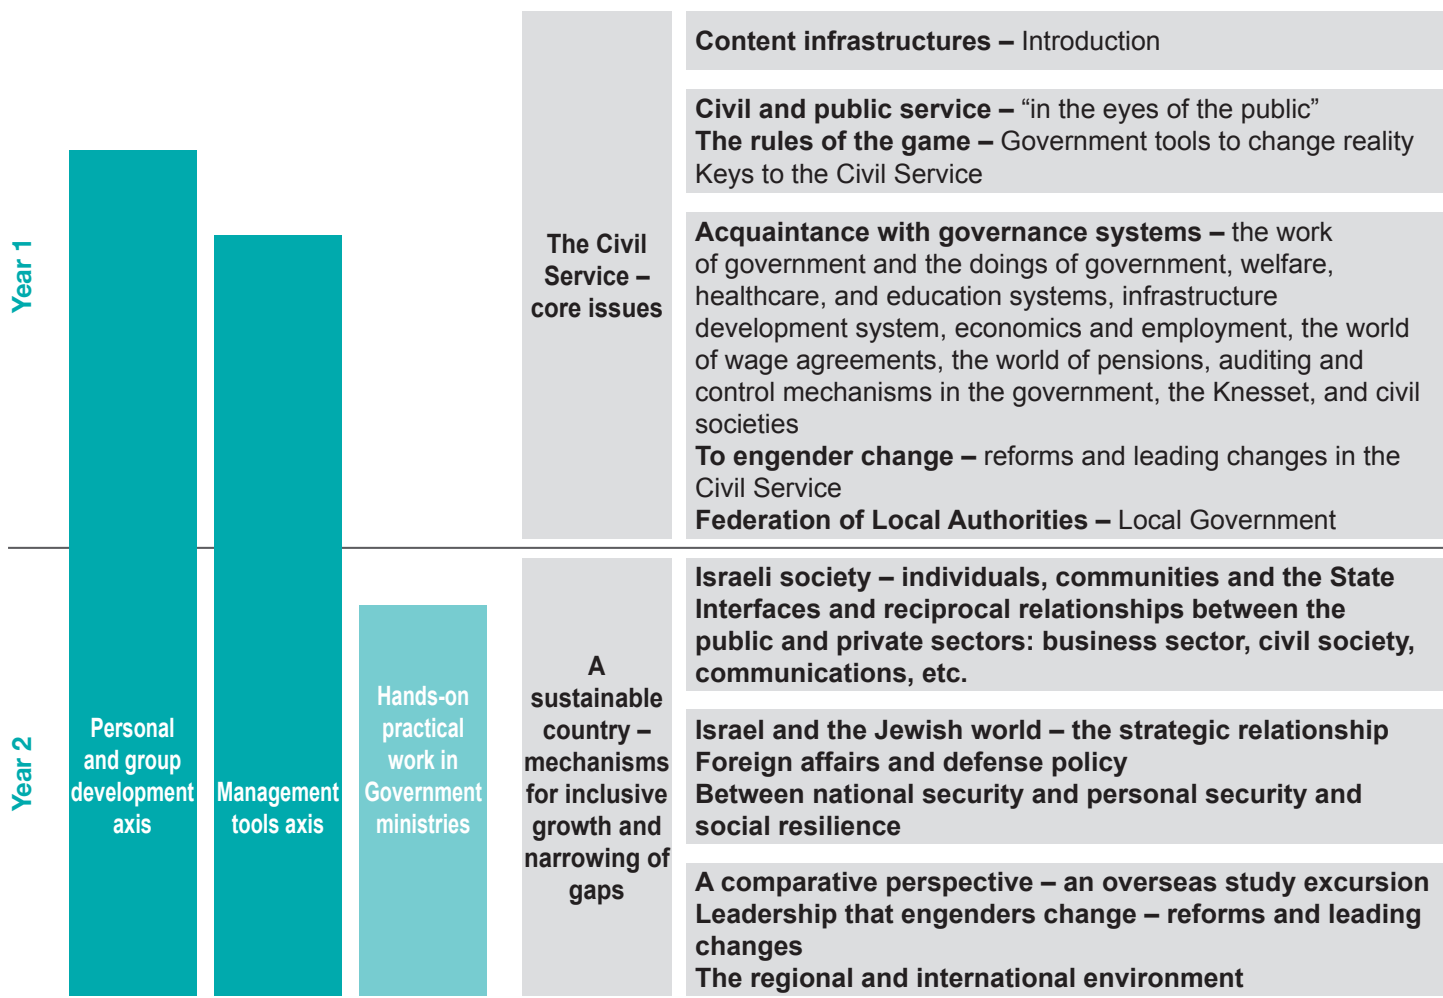 Year 1
Year 2
Personal
and group
development
axis
Management
tools axis
Hands-on
practical
work in
Government
ministries
The Civil
Service –
core issues
Content infrastructures – Introduction
Civil and public service – “in the eyes of the public”
The rules of the game – Government tools to change reality
Keys to the Civil Service
Acquaintance with governance systems – the work
of government and the doings of government, welfare,
healthcare, and education systems, infrastructure
development system, economics and employment, the world
of wage agreements, the world of pensions, auditing and
control mechanisms in the government, the Knesset, and civil
societies
To engender change – reforms and leading changes in the
Civil Service
Federation of Local Authorities – Local Government
A
sustainable
country –
mechanisms
for inclusive
growth and
narrowing of
gaps
Israeli society – individuals, communities and the State
Interfaces and reciprocal relationships between the
public and private sectors: business sector, civil society,
communications, etc.
Israel and the Jewish world – the strategic relationship
Foreign affairs and defense policy
Between national security and personal security and
social resilience
A comparative perspective – an overseas study excursion
Leadership that engenders change – reforms and leading
changes
The regional and international environment